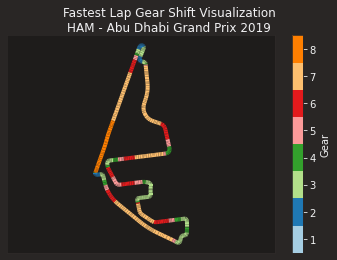 Fastest Lap Gear Shift Visualization
HAM - Abu Dhabi Grand Prix 2019
8
7
6
5
4
3
2
1
Gear